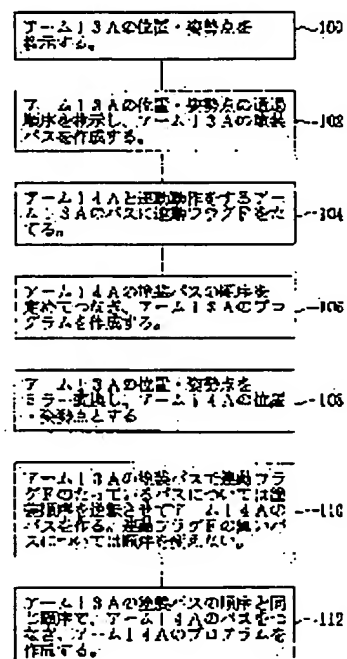 アーム13Aの位置・姿勢点を
指示する。
100
アーム13Aの位置・姿勢点の通過
順序を指示し、アーム13Aの塗装
パスを作成する。
102
アーム14Aと連動動作をするアー
ム13Aのパスに連動フラグFをた
てる。
104
アーム14Aの塗装パスの順序を
定めてつなぎ、アーム13Aのプロ
グラムを作成する。
106
アーム13Aの位置・姿勢点を
ミラー変換し、アーム14Aの位置
・姿勢点とする
108
アーム13Aの塗装パスで連動フラ
グFのたっているパスについては塗
装順序を逆転させてアーム14Aの
パスを作る。連動フラグFの無いパ
スについては順序を変えない。
110
アーム13Aの塗装パスの順序と同
じ順序で、アーム14Aのパスをつ
なぎ、アーム14Aのプログラムを
作成する。
112